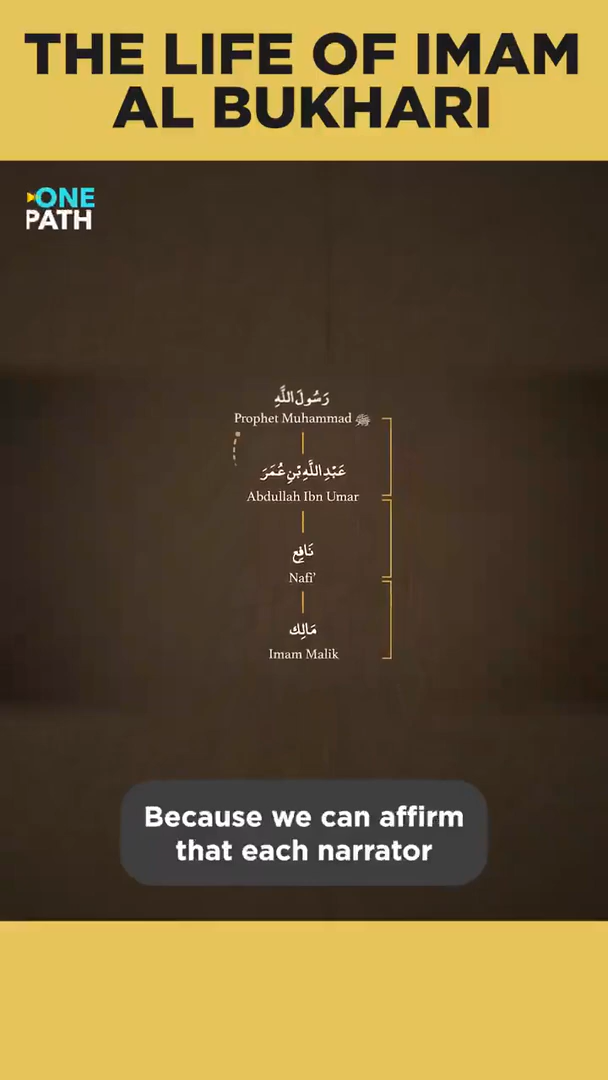 THE LIFE OF IMAM
AL BUKHARI
ONE
PATH
رَسُولَ اللَّهِ
Prophet Muhammad ﷺ
عَبْدِ اللَّهِ بْنِ عُمَرَ
Abdullah Ibn Umar
نَافِع
Nafi’
مَالِك
Imam Malik
Because we can affirm
that each narrator